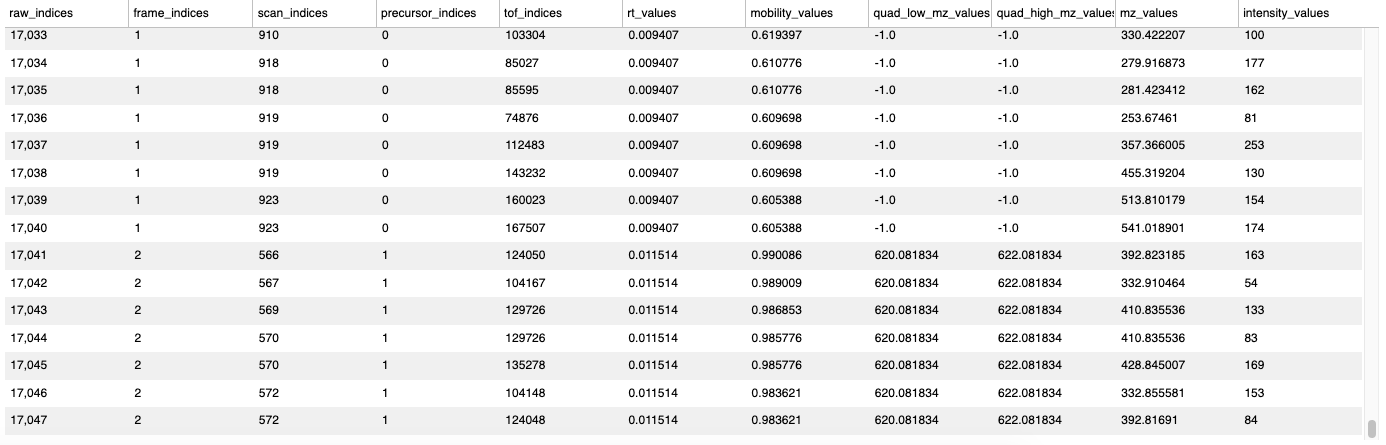 raw_indices frame_indices scan_indices precursor_indices tof_indices rt_values mobility_values quad_low_mz_values quad_high_mz_values mz_values intensity_values
17,033 1 910 0 103304 0.009407 0.619397 -1.0 -1.0 330.422207 100
17,034 1 918 0 85027 0.009407 0.610776 -1.0 -1.0 279.916873 177
17,035 1 918 0 85595 0.009407 0.610776 -1.0 -1.0 281.423412 162
17,036 1 919 0 74876 0.009407 0.609698 -1.0 -1.0 253.67461 81
17,037 1 919 0 112483 0.009407 0.609698 -1.0 -1.0 357.366005 253
17,038 1 919 0 143232 0.009407 0.609698 -1.0 -1.0 455.319204 130
17,039 1 923 0 160023 0.009407 0.605388 -1.0 -1.0 513.810179 154
17,040 1 923 0 167507 0.009407 0.605388 -1.0 -1.0 541.018901 174
17,041 2 566 1 124050 0.011514 0.990086 620.081834 622.081834 392.823185 163
17,042 2 567 1 104167 0.011514 0.989009 620.081834 622.081834 332.910464 54
17,043 2 569 1 129726 0.011514 0.986853 620.081834 622.081834 410.835536 133
17,044 2 570 1 129726 0.011514 0.985776 620.081834 622.081834 410.835536 83
17,045 2 570 1 135278 0.011514 0.985776 620.081834 622.081834 428.845007 169
17,046 2 572 1 104148 0.011514 0.983621 620.081834 622.081834 332.855581 153
17,047 2 572 1 124048 0.011514 0.983621 620.081834 622.081834 392.81691 84